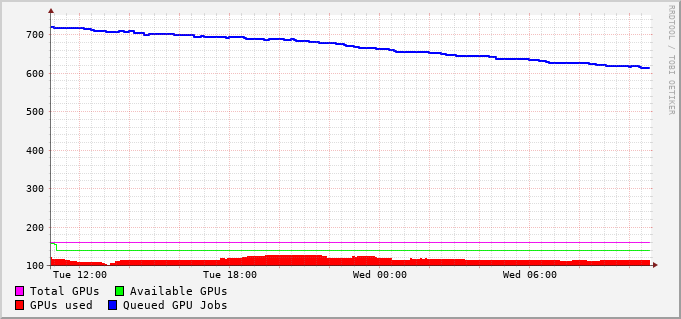 RRDTOOL / TOBI OETIKER
700
600
500
400
300
200
100
Tue 12:00 Tue 18:00 Wed 00:00 Wed 06:00
Total GPUs Available GPUs
GPUs used Queued GPU Jobs